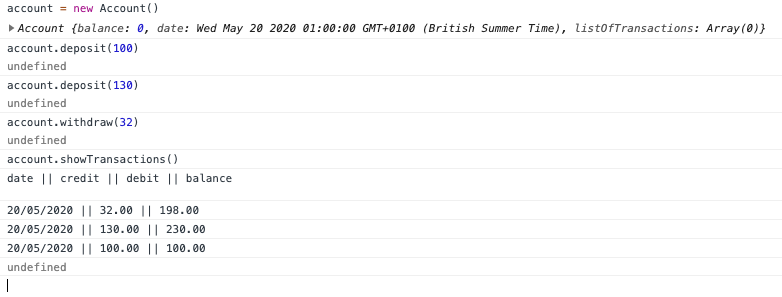 account = new Account()
▶Account {balance: 0, date: Wed May 20 2020 01:00:00 GMT+0100 (British Summer Time), listOfTransactions: Array(0)}
account.deposit(100)
undefined
account.deposit(130)
undefined
account.withdraw(32)
undefined
account.showTransactions()
date || credit || debit || balance
20/05/2020 || 32.00 || 198.00
20/05/2020 || 130.00 || 230.00
20/05/2020 || 100.00 || 100.00
undefined